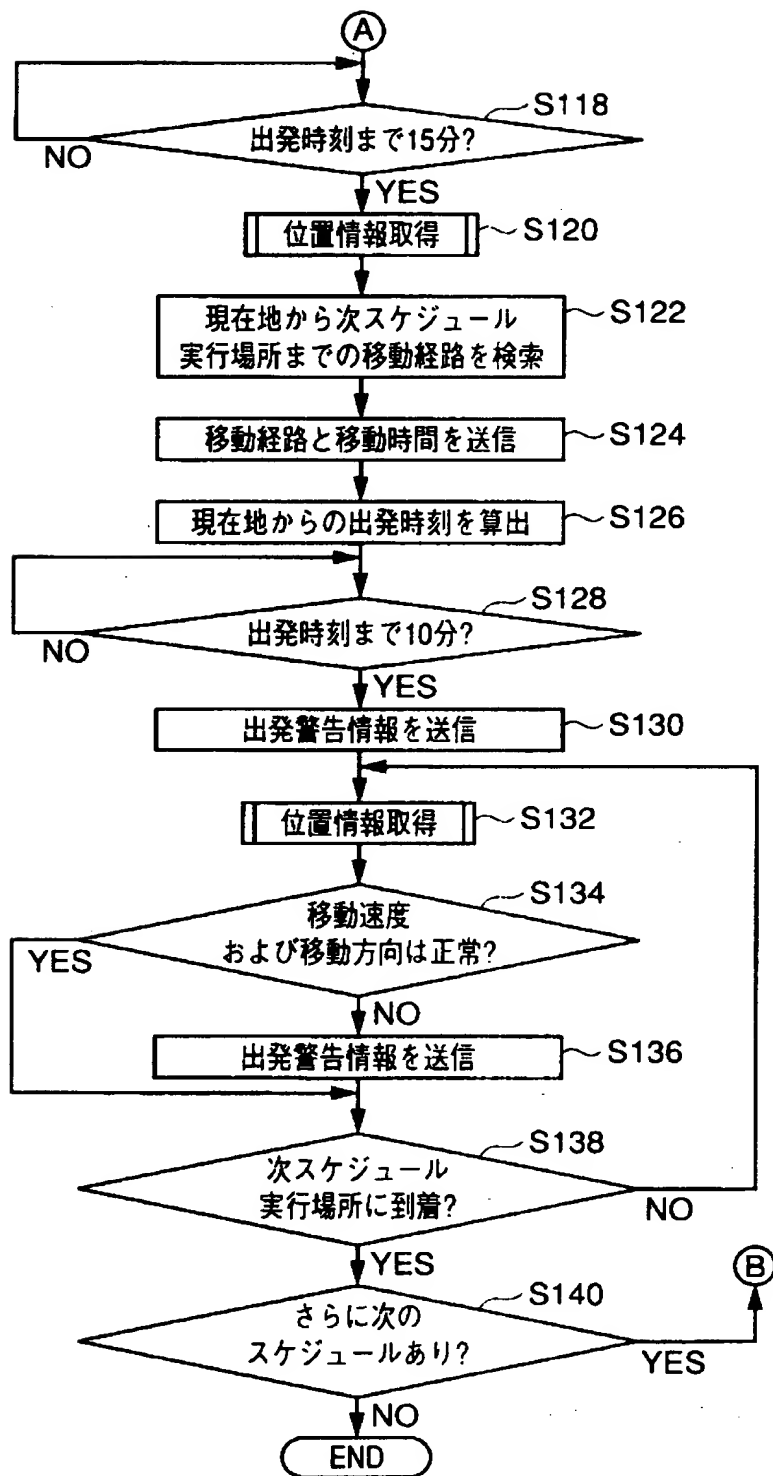 A
S118
出発時刻まで15分?
NO
YES
位置情報取得
S120
現在地から次スケジュール
実行場所までの移動経路を検索
S122
移動経路と移動時間を送信
S124
現在地からの出発時刻を算出
S126
S128
出発時刻まで10分?
NO
YES
出発警告情報を送信
S130
位置情報取得
S132
S134
移動速度
および移動方向は正常?
YES
NO
出発警告情報を送信
S136
S138
次スケジュール
実行場所に到着?
NO
YES
B
S140
さらに次の
スケジュールあり?
YES
NO
END